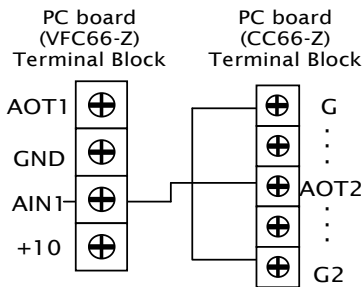 PC board
(VFC66-Z)
Terminal Block
PC board
(CC66-Z)
Terminal Block
AOT1
GND
AIN1
+10
G
AOT2
G2